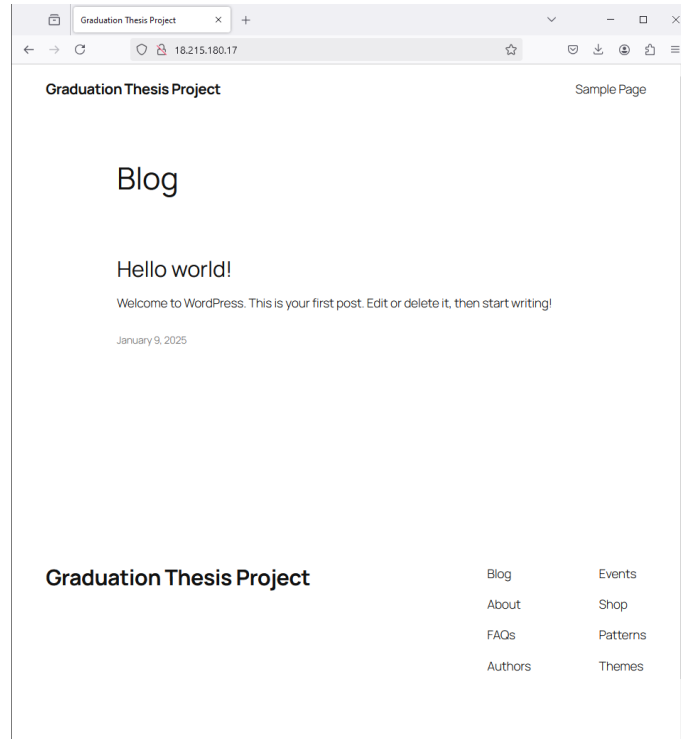 Graduation Thesis Project
18.215.180.17
Graduation Thesis Project
Sample Page
Blog
Hello world!
Welcome to WordPress. This is your first post. Edit or delete it, then start writing!
January 9, 2025
Graduation Thesis Project
Blog
Events
About
Shop
FAQs
Patterns
Authors
Themes